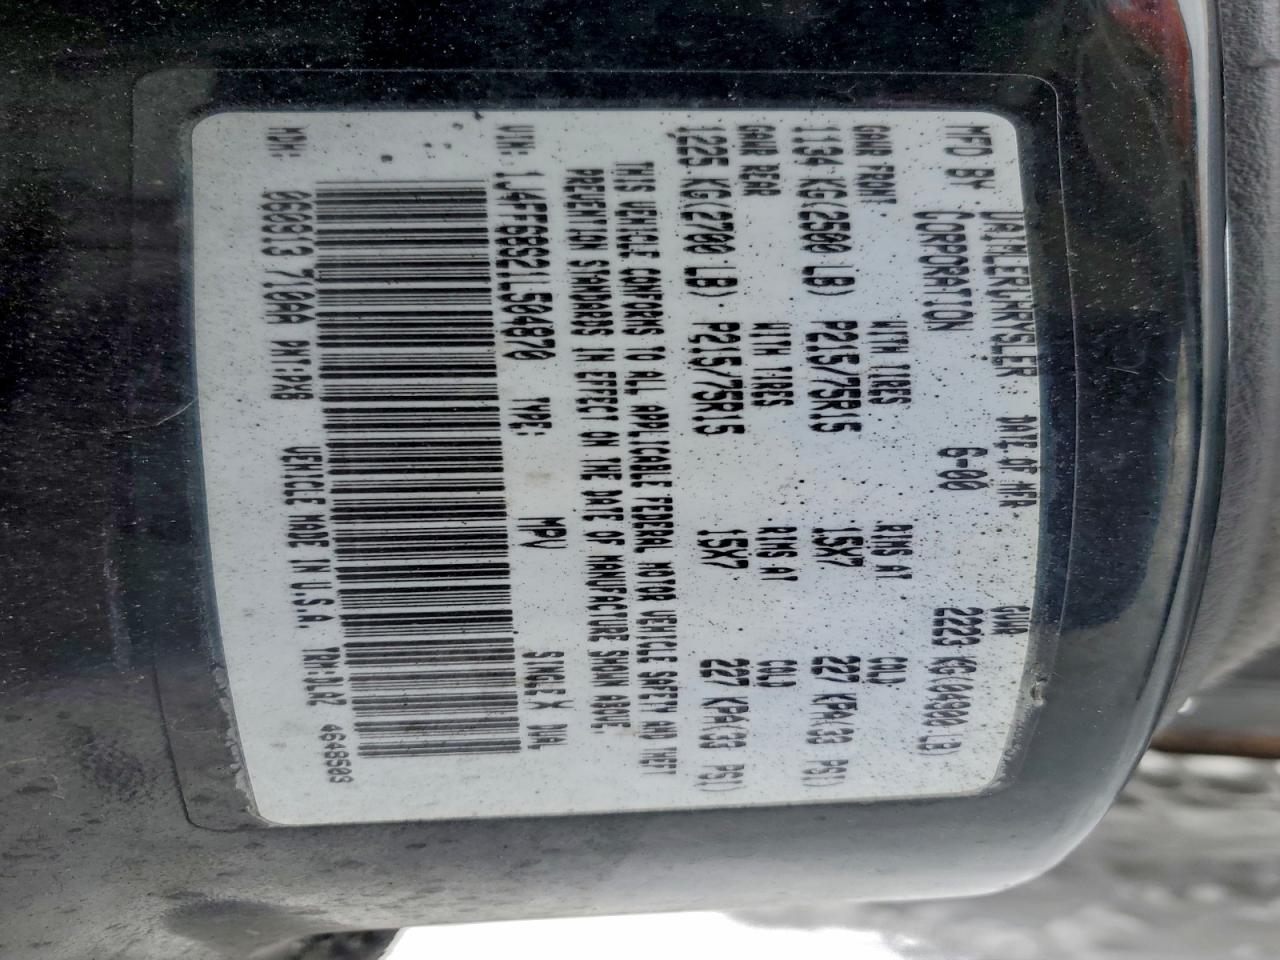 MFD BY: DAIMLERCHRYSLER DATE OF MFR GVWR
CORPORATION 6-00 2223 KG(04900 LB)
GAWR FRONT WITH TIRES RIMS AT COLD
1134 KG(2500 LB) P215/75R15 15X7 227 KPA(33 PSI)
GAWR REAR WITH TIRES RIMS AT COLD
1225 KG(2700 LB) P215/75R15 15X7 227 KPA(33 PSI)
THIS VEHICLE CONFORMS TO ALL APPLICABLE FEDERAL MOTOR VEHICLE SAFETY AND THEFT
PREVENTION STANDARDS IN EFFECT ON THE DATE OF MANUFACTURE SHOWN ABOVE.
VIN: 1J4FF58S21L504870 TYPE: MPV SINGLE X DUAL
MDH: 060913 710AA PNT:PX8 VEHICLE MADE IN U.S.A. TRM:DLAZ 4648509